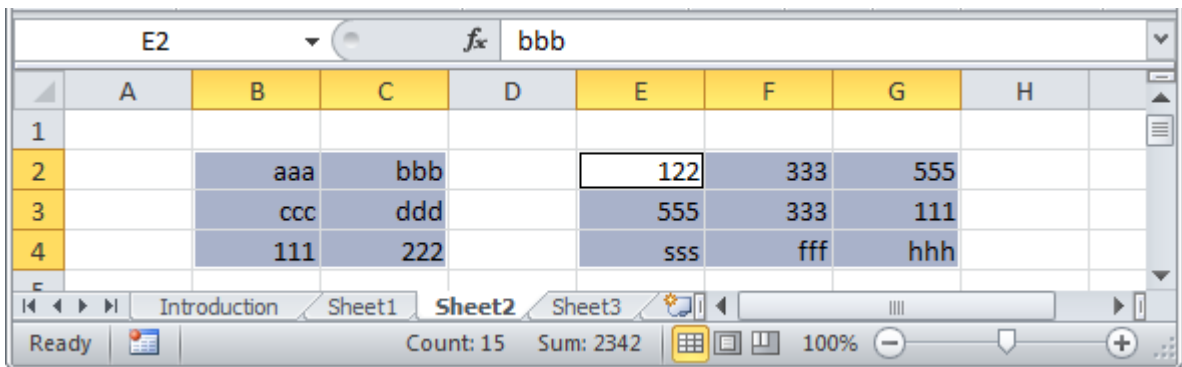 E2 fx bbb
A B C D E F G H
1
2 aaa bbb 122 333 555
3 ccc ddd 555 333 111
4 111 222 sss fff hhh
Introduction Sheet1 Sheet2 Sheet3
Ready Count: 15 Sum: 2342 100%